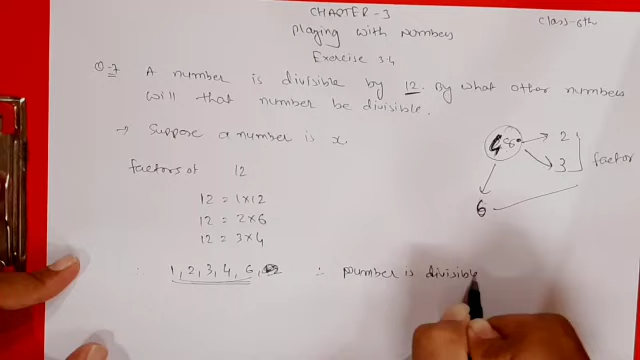 CHAPTER-3
Class-6th
Playing with Numbers
Exercise 3.4
Q-7 A number is divisible by 12. By what other numbers
will that number be divisible.
→ Suppose a number is x.
factors of 12
12 = 1×12
12 = 2×6
12 = 3×4
48
2
3
factor
6
∴ 1, 2, 3, 4, 6,
∴ number is divisible